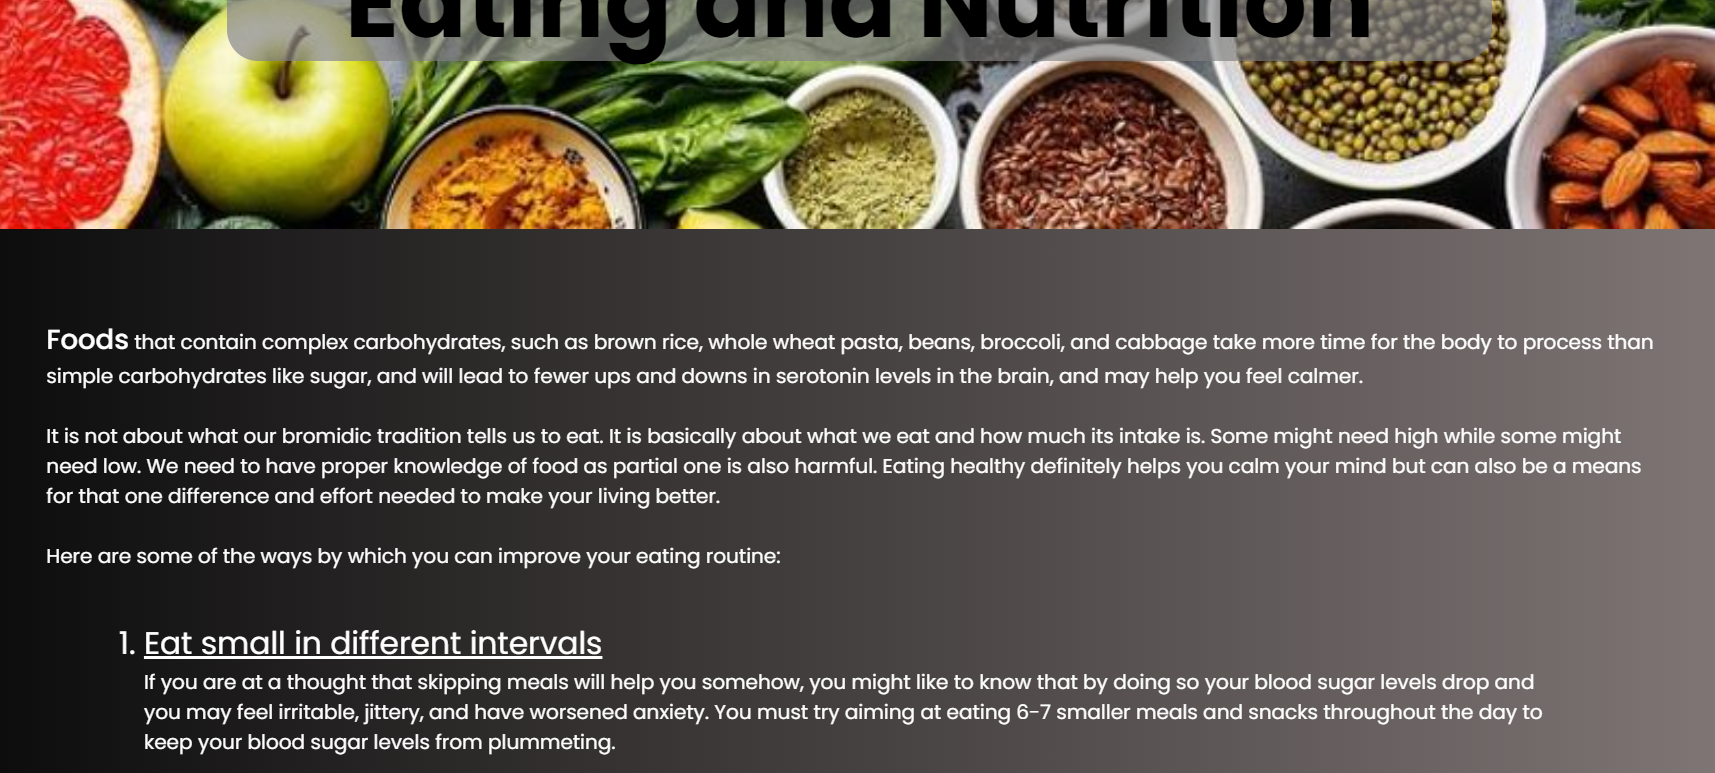 Eating and Nutrition
Foods that contain complex carbohydrates, such as brown rice, whole wheat pasta, beans, broccoli, and cabbage take more time for the body to process than
simple carbohydrates like sugar, and will lead to fewer ups and downs in serotonin levels in the brain, and may help you feel calmer.
It is not about what our bromidic tradition tells us to eat. It is basically about what we eat and how much its intake is. Some might need high while some might
need low. We need to have proper knowledge of food as partial one is also harmful. Eating healthy definitely helps you calm your mind but can also be a means
for that one difference and effort needed to make your living better.
Here are some of the ways by which you can improve your eating routine:
1. Eat small in different intervals
If you are at a thought that skipping meals will help you somehow, you might like to know that by doing so your blood sugar levels drop and
you may feel irritable, jittery, and have worsened anxiety. You must try aiming at eating 6-7 smaller meals and snacks throughout the day to
keep your blood sugar levels from plummeting.